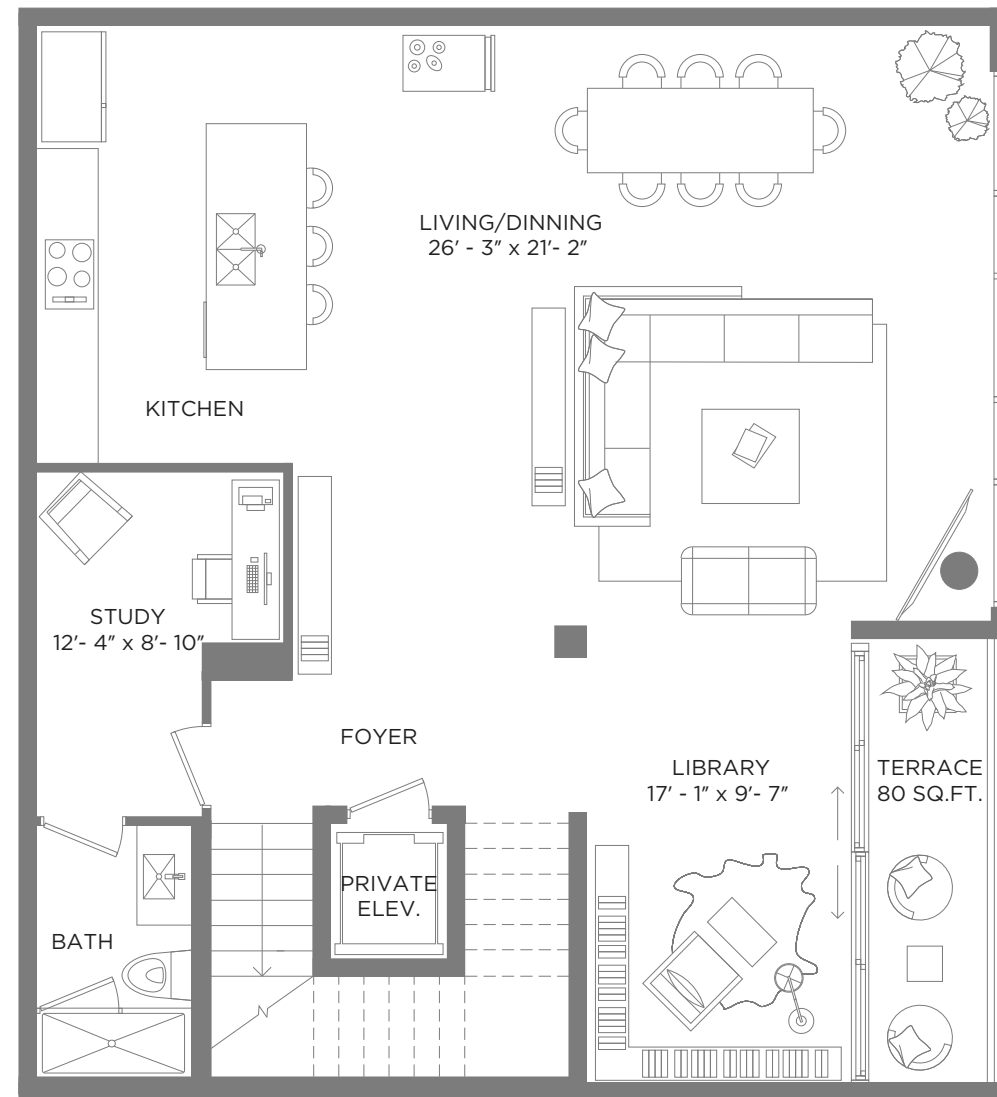 LIVING/DINNING
26' - 3" x 21'- 2"
KITCHEN
STUDY
12'- 4" x 8'- 10"
FOYER
LIBRARY
17' - 1" x 9'- 7"
TERRACE
80 SQ.FT.
PRIVATE
ELEV.
BATH
N